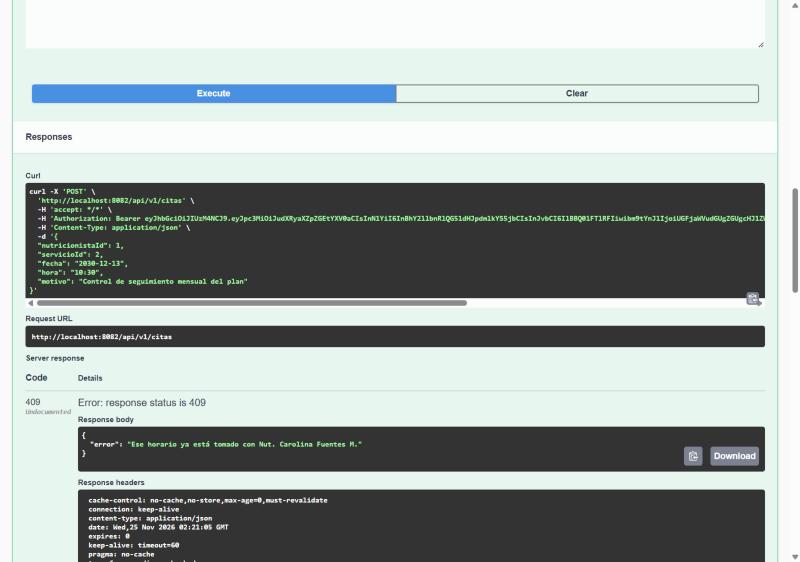 Execute
Clear
Responses
Curl
curl -X 'POST' \
'http://localhost:8082/api/v1/citas' \
-H 'accept: */*' \
-H 'Authorization: Bearer
-H 'Content-Type: application/json' \
-d '{
"nutricionistaId": 1,
"servicioId": 2,
"fecha": "2030-12-13",
"hora": "10:30",
"motivo": "Control de seguimiento mensual del plan"
}'
Request URL
http://localhost:8082/api/v1/citas
Server response
Code
Details
409
Undocumented
Error: response status is 409
Response body
{
"error": "Ese horario ya está tomado con Nut. Carolina Fuentes M."
}
Download
Response headers
cache-control: no-cache,no-store,max-age=0,must-revalidate
connection: keep-alive
content-type: application/json
date: Wed,25 Nov 2026 02:21:05 GMT
expires: 0
keep-alive: timeout=60
pragma: no-cache